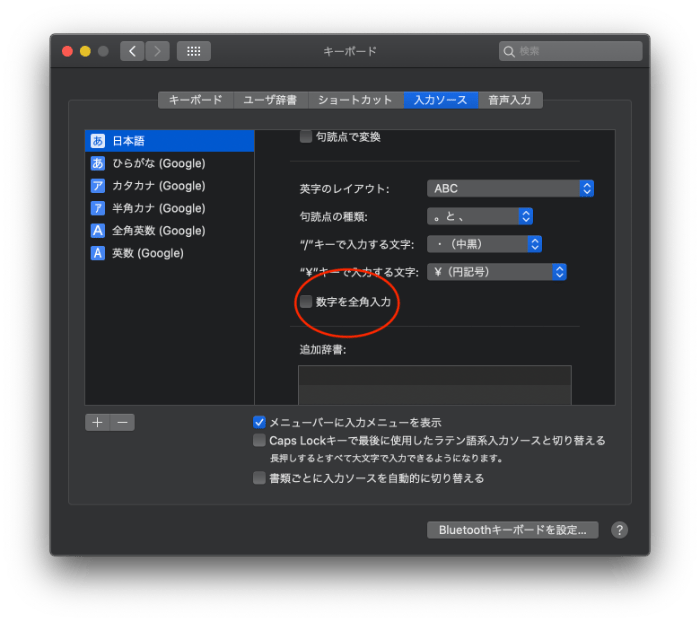 キーボード
検索
キーボード ユーザ辞書 ショートカット 入力ソース 音声入力
あ 日本語
あ ひらがな (Google)
ア カタカナ (Google)
ア 半角カナ (Google)
A 全角英数 (Google)
A 英数 (Google)
句読点で変換
英字のレイアウト: ABC
句読点の種類: 。と、
“/”キーで入力する文字: ・（中黒）
“¥”キーで入力する文字: ¥（円記号）
数字を全角入力
追加辞書:
+ −
メニューバーに入力メニューを表示
Caps Lockキーで最後に使用したラテン語系入力ソースと切り替える
長押しするとすべて大文字で入力できるようになります。
書類ごとに入力ソースを自動的に切り替える
Bluetoothキーボードを設定... ?